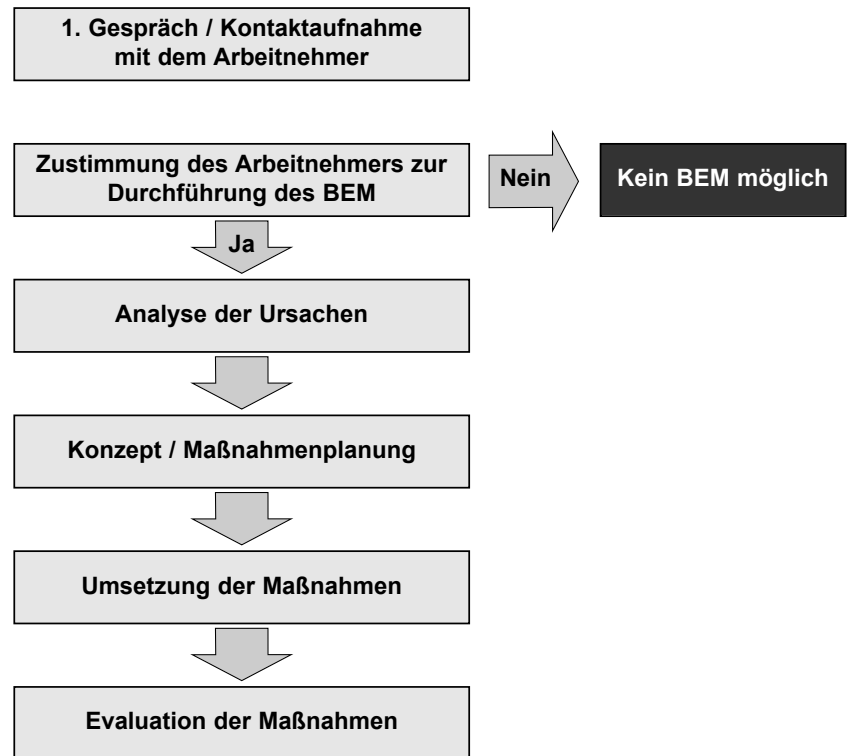 1. Gespräch / Kontaktaufnahme
mit dem Arbeitnehmer
Zustimmung des Arbeitnehmers zur
Durchführung des BEM
Nein
Kein BEM möglich
Ja
Analyse der Ursachen
Konzept / Maßnahmenplanung
Umsetzung der Maßnahmen
Evaluation der Maßnahmen